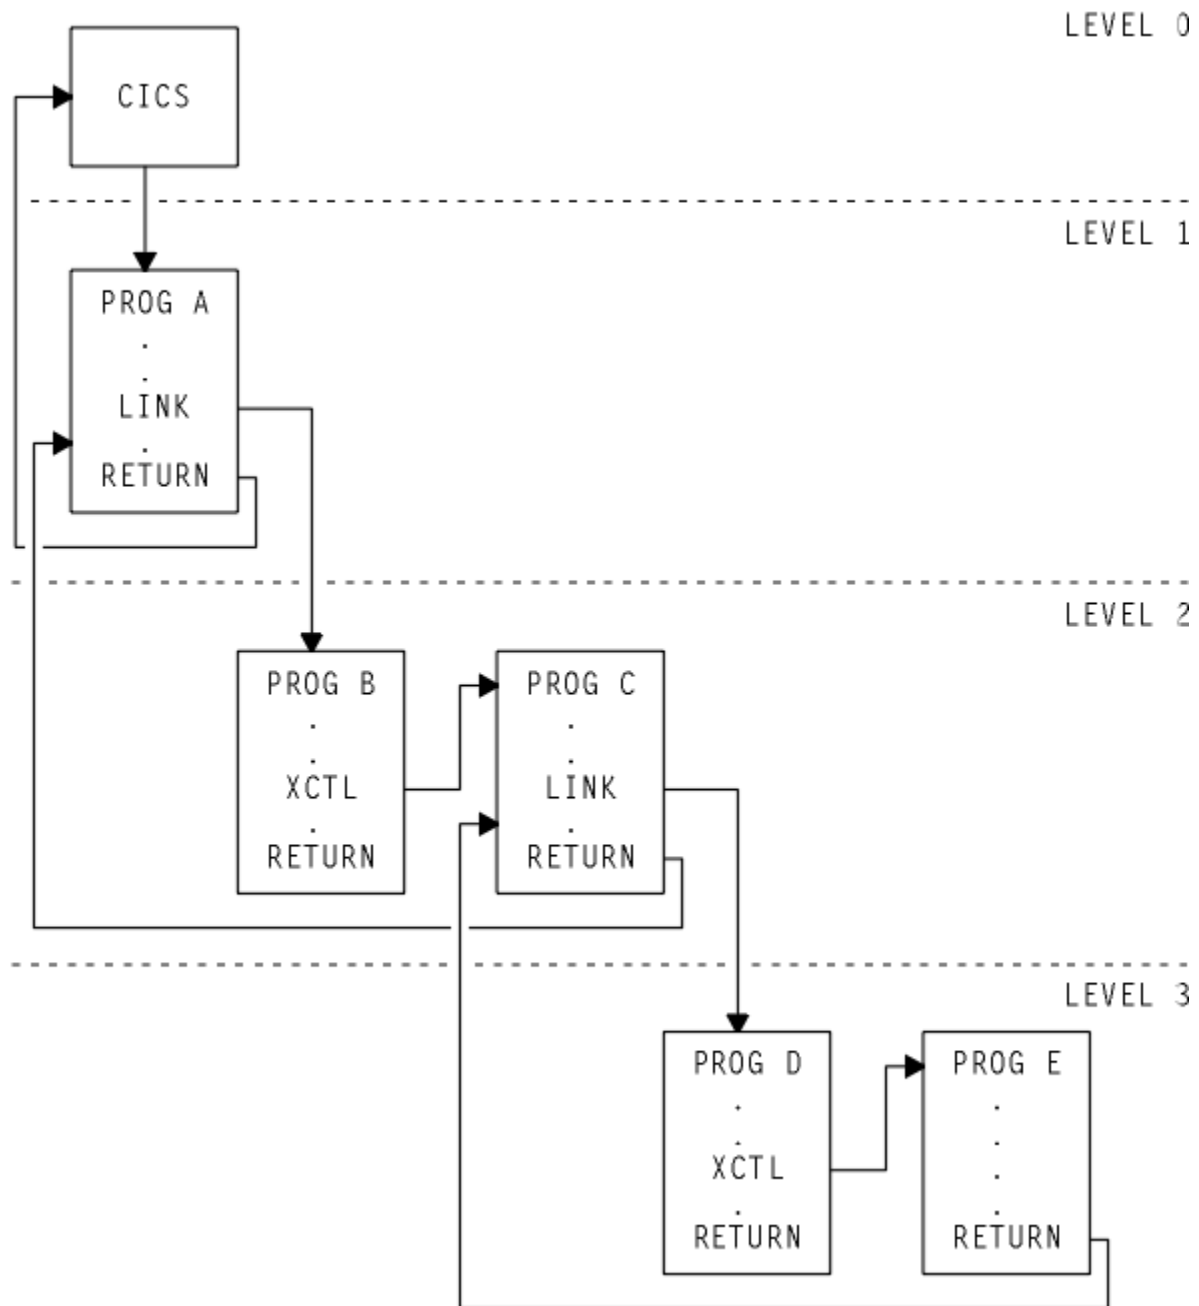 LEVEL 0
CICS
LEVEL 1
PROG A
.
.
LINK
.
RETURN
LEVEL 2
PROG B
.
.
XCTL
.
RETURN
PROG C
.
.
LINK
.
RETURN
LEVEL 3
PROG D
.
.
XCTL
.
RETURN
PROG E
.
.
.
.
RETURN